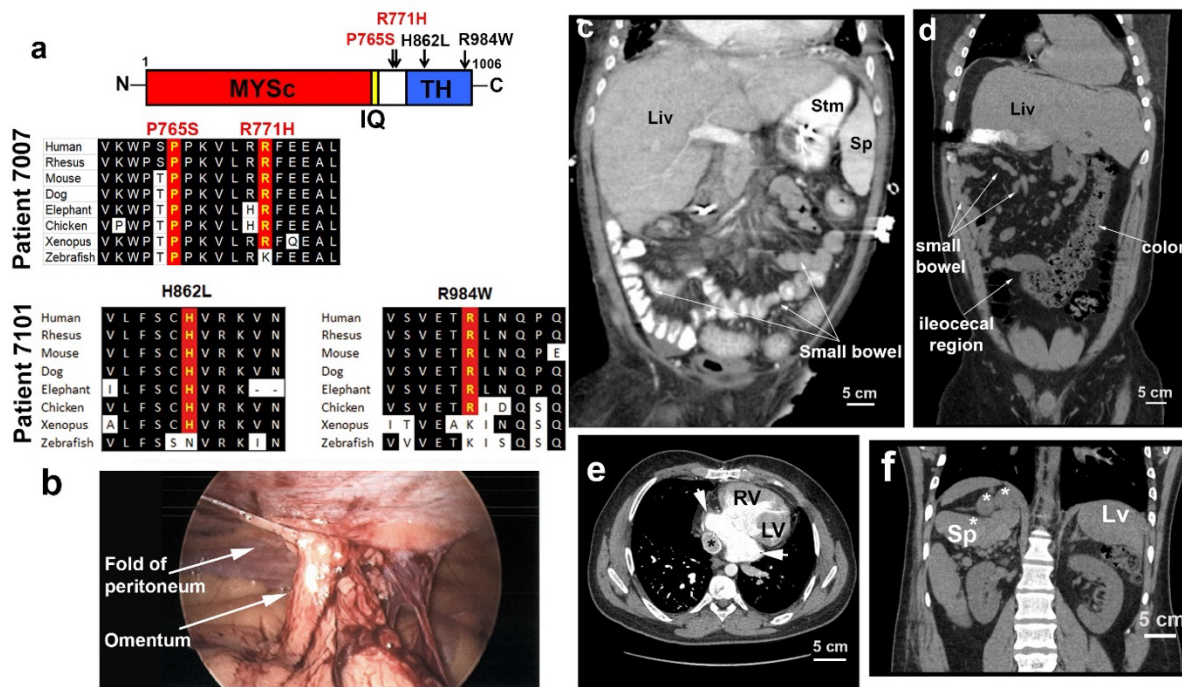 a
R771H
P765S H862L R984W
1 1006
N MYSc TH C
IQ
Patient 7007
P765S R771H
Human V K W P S P P K V L R R F E E A L
Rhesus V K W P S P P K V L R R F E E A L
Mouse V K W P T P P K V L R R F E E A L
Dog V K W P T P P K V L R R F E E A L
Elephant V K W P T P P K V L H R F E E A L
Chicken V P W P T P P K V L H R F E E A L
Xenopus V K W P T P P K V L R R F Q E A L
Zebrafish V K W P T P P K V L R K F E E A L
Patient 7101
H862L
Human V L F S C H V R K V N
Rhesus V L F S C H V R K V N
Mouse V L F S C H V R K V N
Dog V L F S C H V R K V N
Elephant I L F S C H V R K - -
Chicken V L F S C H V R K V N
Xenopus A L F S C H V R K V N
Zebrafish V L F S S N V R K I N
R984W
Human V S V E T R L N Q P Q
Rhesus V S V E T R L N Q P Q
Mouse V S V E T R L N Q P E
Dog V S V E T R L N Q P Q
Elephant V S V E T R L N Q P Q
Chicken V S V E T R I D Q S Q
Xenopus I T V E A K I N Q S Q
Zebrafish V V V E T K I S Q S Q
b
Fold of
peritoneum
Omentum
c
Liv
Stm
Sp
Small bowel
5 cm
d
Liv
small
bowel
colon
ileocecal
region
5 cm
e
RV
LV
*
5 cm
f
* *
*
Sp
Lv
5 cm